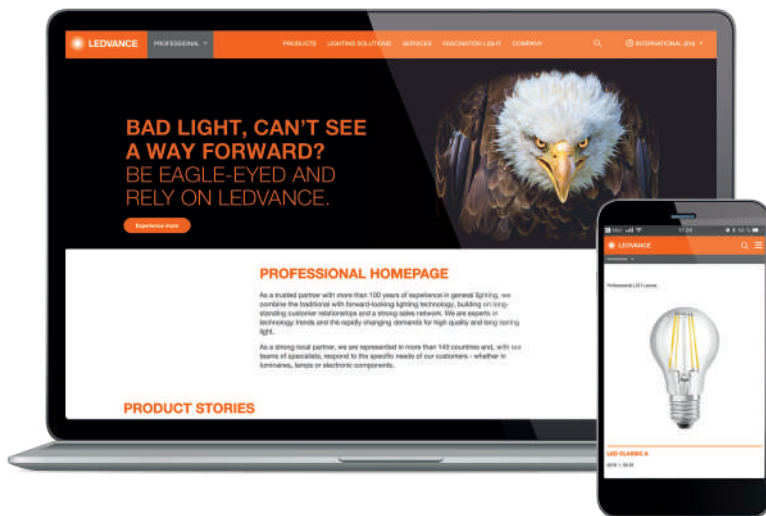 LEDVANCE
PROFESSIONAL
PRODUCTS LIGHTING SOLUTIONS SERVICES FASCINATION LIGHT COMPANY
INTERNATIONAL (EN)
BAD LIGHT, CAN'T SEE
A WAY FORWARD?
BE EAGLE-EYED AND
RELY ON LEDVANCE.
Experience more
PROFESSIONAL HOMEPAGE
As a trusted partner with more than 100 years of experience in general lighting, we
combine the traditional with forward-looking lighting technology, building on long-
standing customer relationships and a strong sales network. We are experts in
technology trends and the rapidly changing demands for high quality and long lasting
light.
As a strong local partner, we are represented in more than 140 countries and, with our
teams of specialists, respond to the specific needs of our customers - whether in
luminaires, lamps or electronic components.
PRODUCT STORIES
LEDVANCE
LED CLASSIC A